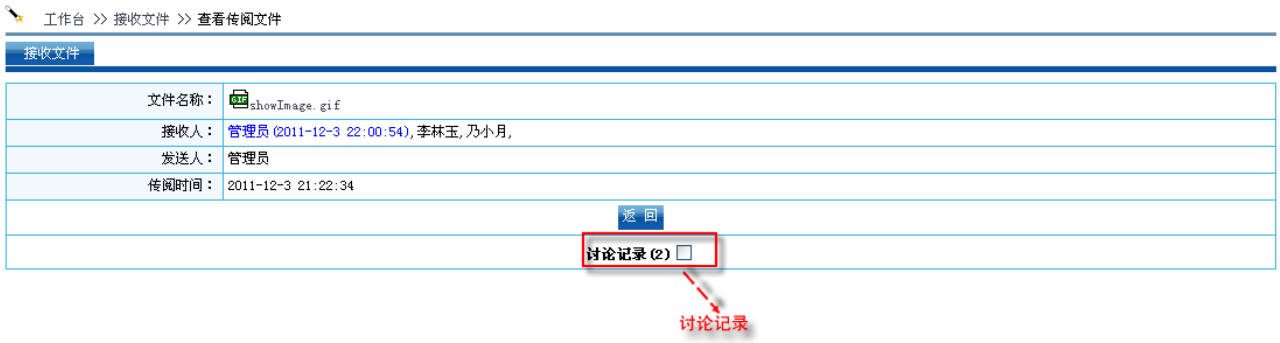 工作台 >> 接收文件 >> 查看传阅文件
接收文件
文件名称： GIF showImage.gif
接收人： 管理员(2011-12-3 22:00:54),李林玉,乃小月,
发送人： 管理员
传阅时间： 2011-12-3 21:22:34
返 回
讨论记录(2)
讨论记录